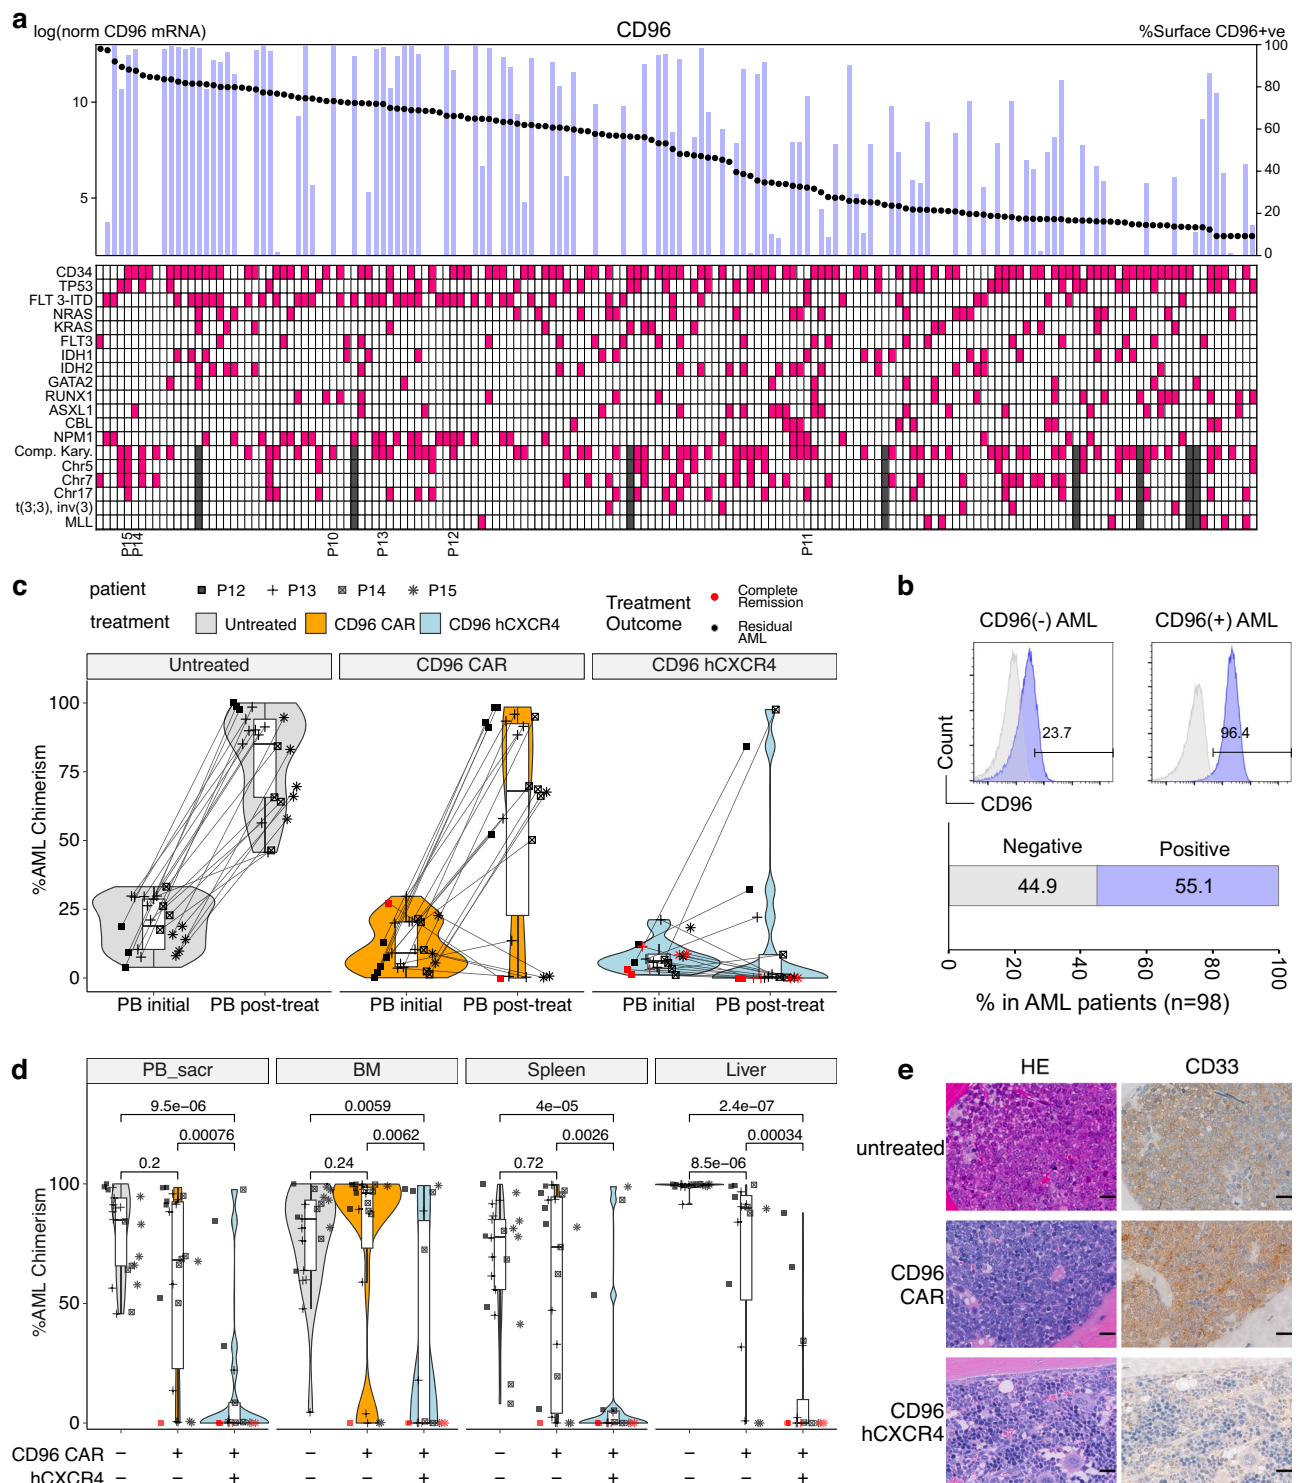 a
log(norm CD96 mRNA)
CD96
%Surface CD96+ve
10
5
100
80
60
40
20
0
CD34
TP53
FLT 3-ITD
NRAS
KRAS
FLT3
IDH1
IDH2
GATA2
RUNX1
ASXL1
CBL
NPM1
Comp. Kary.
Chr5
Chr7
Chr17
t(3;3), inv(3)
MLL
P15 P14 P10 P13 P12 P11
c
patient P12 P13 P14 P15
treatment Untreated CD96 CAR CD96 hCXCR4
Treatment Outcome
Complete Remission
Residual AML
Untreated CD96 CAR CD96 hCXCR4
%AML Chimerism
100
75
50
25
0
PB initial PB post-treat PB initial PB post-treat PB initial PB post-treat
b
CD96(-) AML CD96(+) AML
23.7 96.4
Count
CD96
Negative Positive
44.9 55.1
0 20 40 60 80 100
% in AML patients (n=98)
d
PB_sacr BM Spleen Liver
9.5e-06 0.0059 4e-05 2.4e-07
0.00076 0.0062 0.0026 0.00034
0.2 0.24 0.72 8.5e-06
%AML Chimerism
100
50
0
CD96 CAR − + + − + + − + + − + +
hCXCR4 − − + − − + − − + − − +
e
HE CD33
untreated
CD96
CAR
CD96
hCXCR4